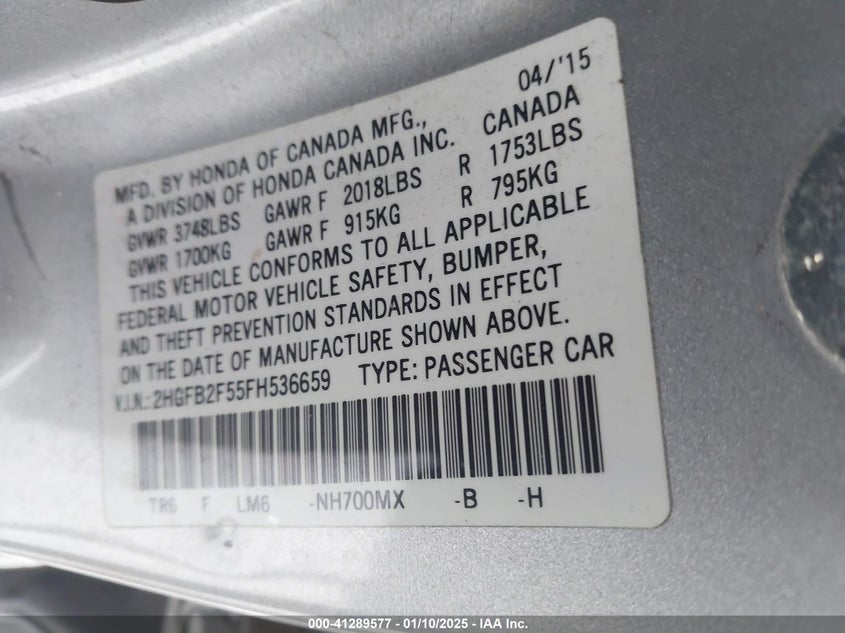 04/'15
MFD. BY HONDA OF CANADA MFG.,
A DIVISION OF HONDA CANADA INC. CANADA
GVWR 3748LBS GAWR F 2018LBS R 1753LBS
GVWR 1700KG GAWR F 915KG R 795KG
THIS VEHICLE CONFORMS TO ALL APPLICABLE
FEDERAL MOTOR VEHICLE SAFETY, BUMPER,
AND THEFT PREVENTION STANDARDS IN EFFECT
ON THE DATE OF MANUFACTURE SHOWN ABOVE.
V.I.N.: 2HGFB2F55FH536659 TYPE: PASSENGER CAR
TR6 F LM6 -NH700MX -B -H
000-41289577 - 01/10/2025 - IAA Inc.